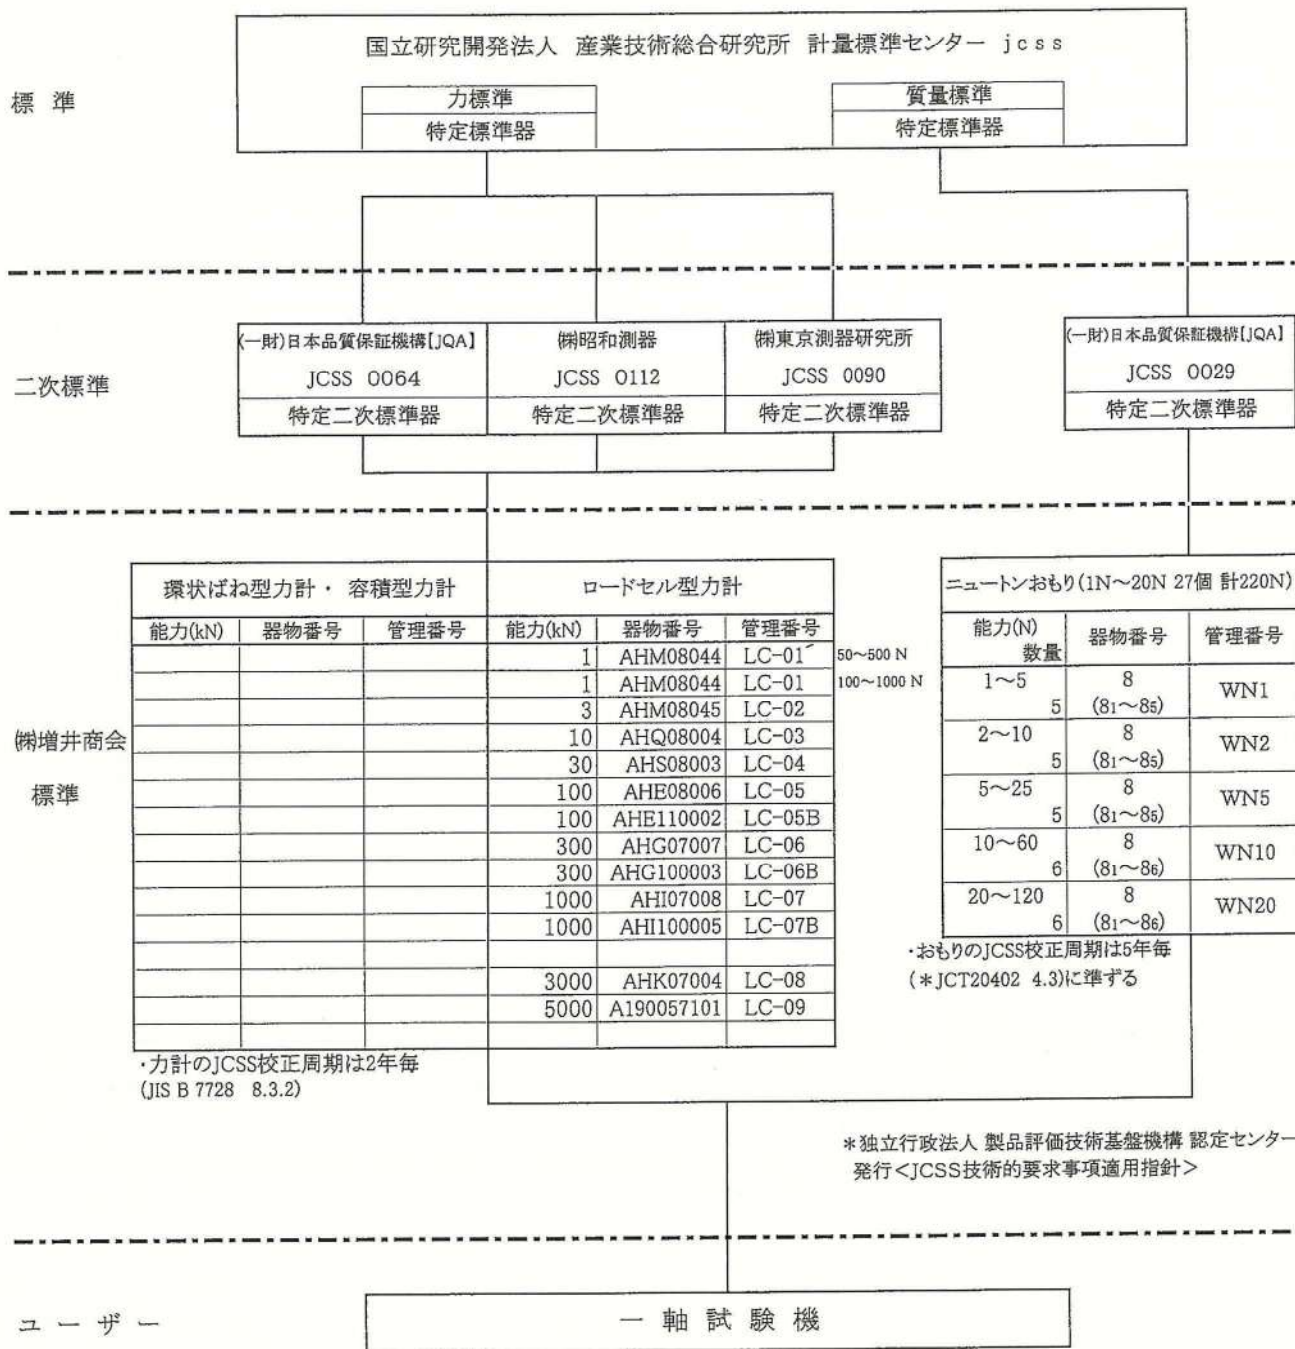 国立研究開発法人 産業技術総合研究所 計量標準センター jcss
標 準
力標準
特定標準器
質量標準
特定標準器
二次標準
(一財)日本品質保証機構【JQA】
JCSS 0064
特定二次標準器
㈱昭和測器
JCSS 0112
特定二次標準器
㈱東京測器研究所
JCSS 0090
特定二次標準器
(一財)日本品質保証機構【JQA】
JCSS 0029
特定二次標準器
㈱増井商会
標準
環状ばね型力計・ 容積型力計 ロードセル型力計
能力(kN) 器物番号 管理番号 能力(kN) 器物番号 管理番号
1 AHM08044 LC-01´ 50~500 N
1 AHM08044 LC-01 100~1000 N
3 AHM08045 LC-02
10 AHQ08004 LC-03
30 AHS08003 LC-04
100 AHE08006 LC-05
100 AHE110002 LC-05B
300 AHG07007 LC-06
300 AHG100003 LC-06B
1000 AHI07008 LC-07
1000 AHI100005 LC-07B
3000 AHK07004 LC-08
5000 A190057101 LC-09
・力計のJCSS校正周期は2年毎
(JIS B 7728 8.3.2)
ニュートンおもり(1N~20N 27個 計220N)
能力(N) 数量 器物番号 管理番号
1~5 5 8 (81~85) WN1
2~10 5 8 (81~85) WN2
5~25 5 8 (81~85) WN5
10~60 6 8 (81~86) WN10
20~120 6 8 (81~86) WN20
・おもりのJCSS校正周期は5年毎
(*JCT20402 4.3)に準ずる
*独立行政法人 製品評価技術基盤機構 認定センター
発行<JCSS技術的要求事項適用指針>
ユ ー ザ ー
一 軸 試 験 機